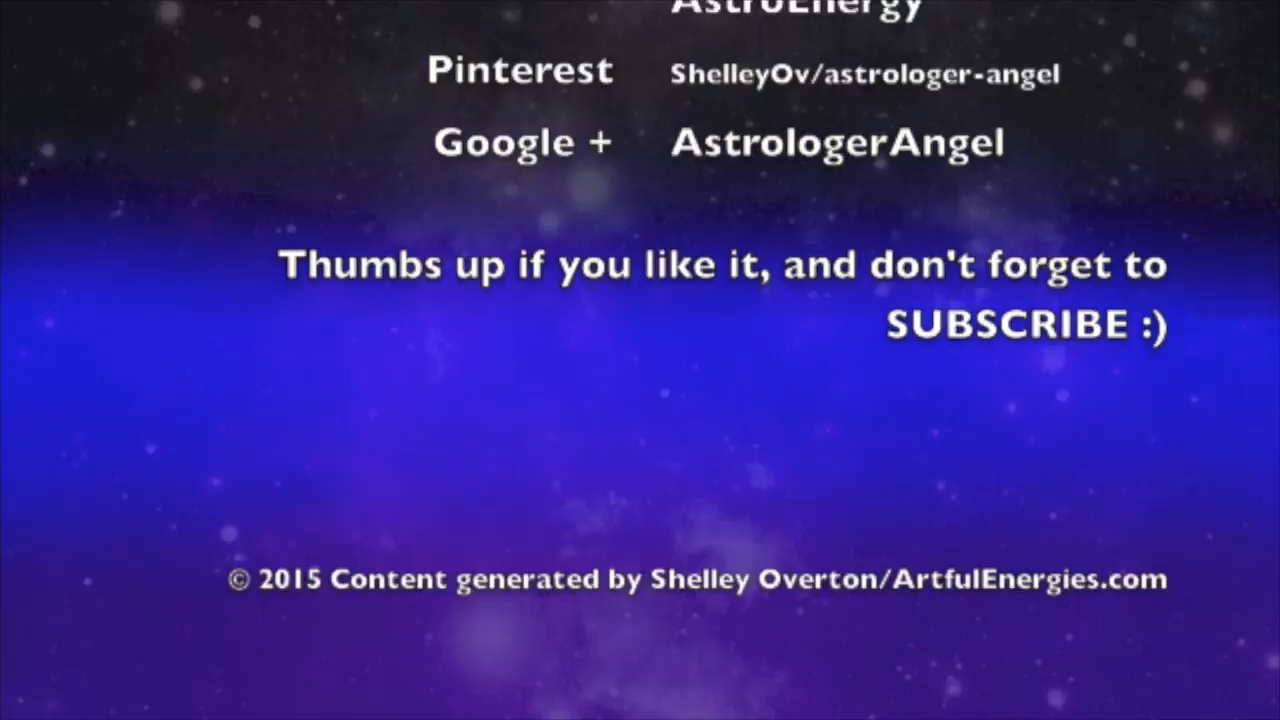 AstroEnergy
Pinterest ShelleyOv/astrologer-angel
Google + AstrologerAngel
Thumbs up if you like it, and don't forget to
SUBSCRIBE :)
© 2015 Content generated by Shelley Overton/ArtfulEnergies.com